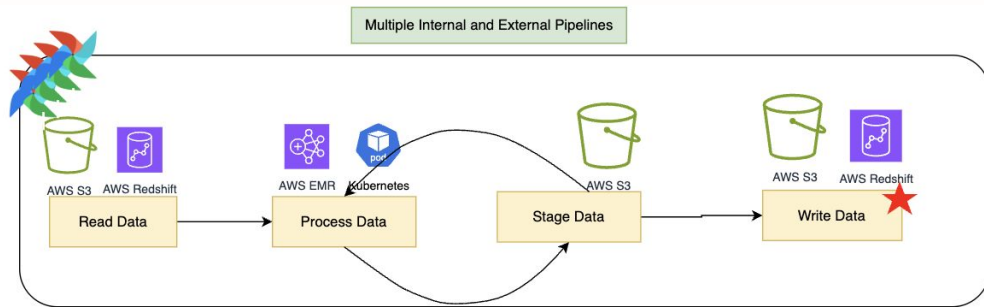 Multiple Internal and External Pipelines
AWS S3
AWS Redshift
AWS EMR
Kubernetes
pod
AWS S3
AWS S3
AWS Redshift
Read Data
Process Data
Stage Data
Write Data